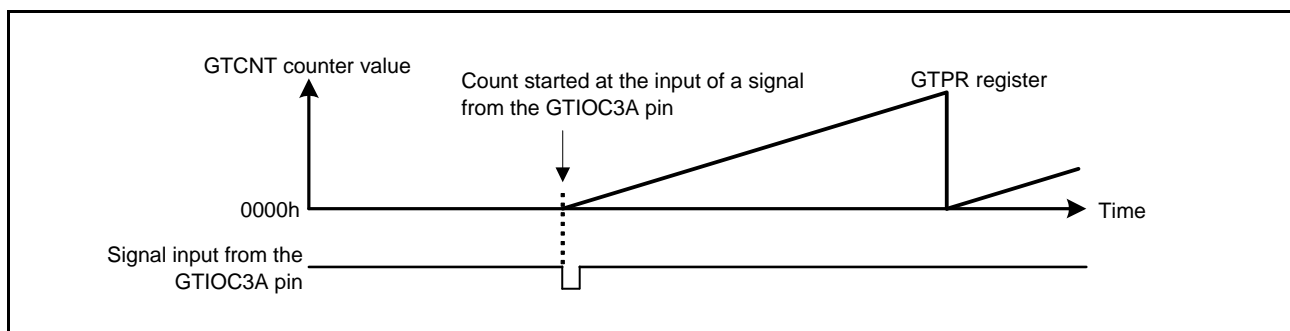 GTCNT counter value
Count started at the input of a signal
from the GTIOC3A pin
GTPR register
0000h
Time
Signal input from the
GTIOC3A pin